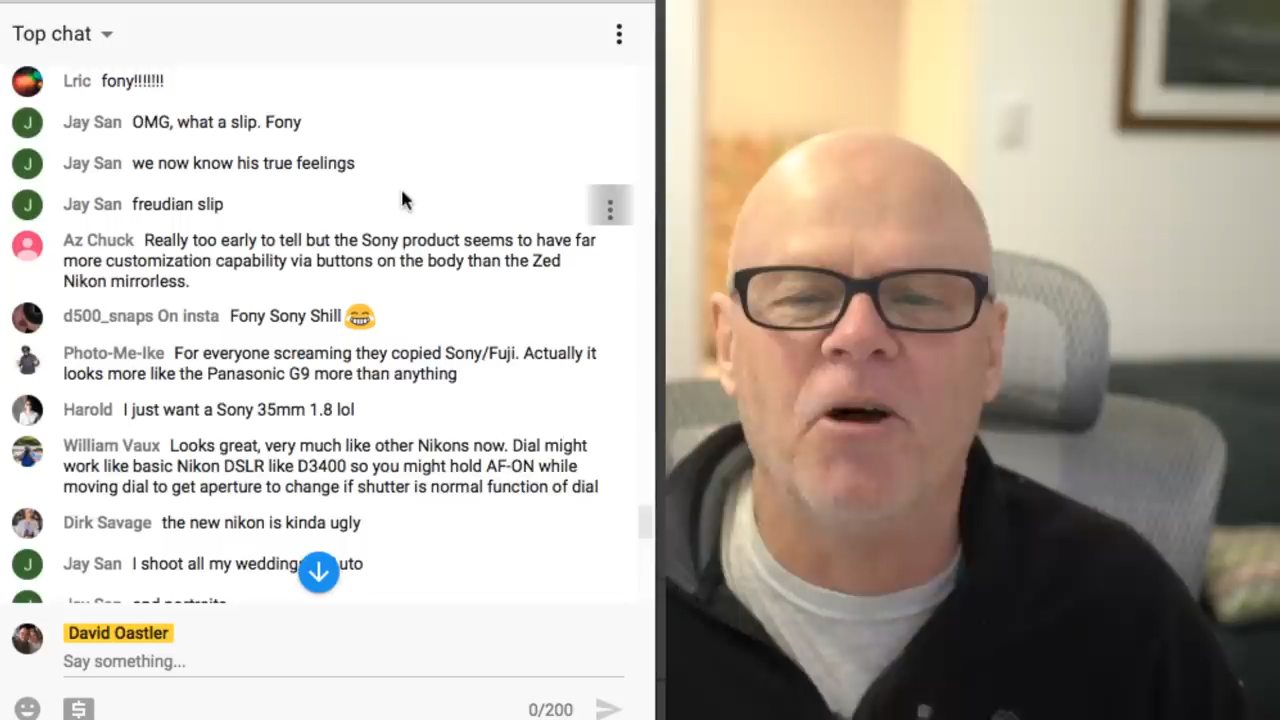 Top chat
Lric fony!!!!!!!
J Jay San OMG, what a slip. Fony
J Jay San we now know his true feelings
J Jay San freudian slip
Az Chuck Really too early to tell but the Sony product seems to have far
more customization capability via buttons on the body than the Zed
Nikon mirrorless.
d500_snaps On insta Fony Sony Shill 😂
Photo-Me-Ike For everyone screaming they copied Sony/Fuji. Actually it
looks more like the Panasonic G9 more than anything
Harold I just want a Sony 35mm 1.8 lol
William Vaux Looks great, very much like other Nikons now. Dial might
work like basic Nikon DSLR like D3400 so you might hold AF-ON while
moving dial to get aperture to change if shutter is normal function of dial
Dirk Savage the new nikon is kinda ugly
J Jay San I shoot all my wedding uto
Jay San and portraits
David Oastler
Say something...
$ 0/200